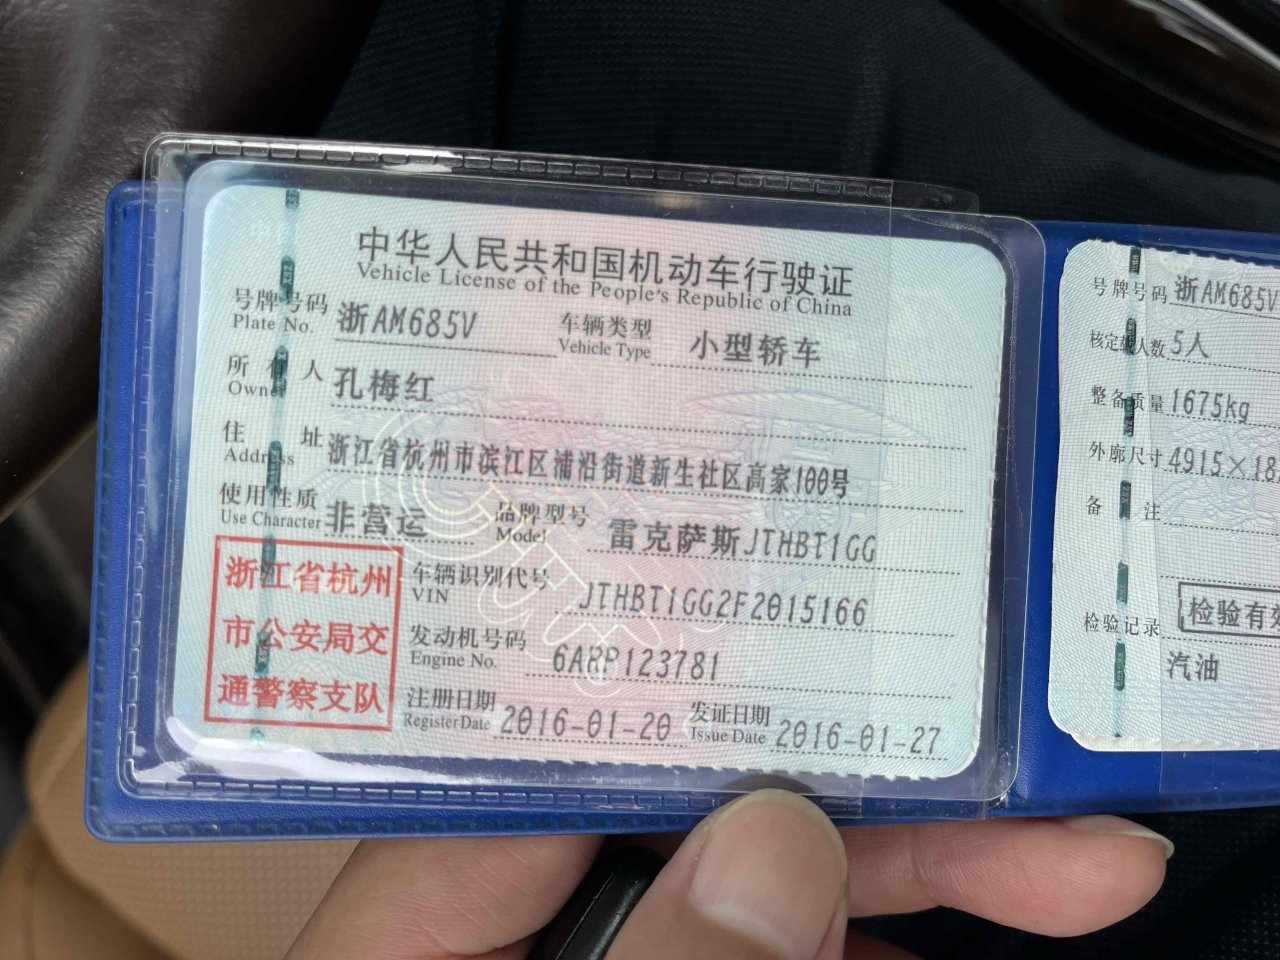 中华人民共和国机动车行驶证
Vehicle License of the People's Republic of China
号牌号码 浙AM685V 车辆类型 小型轿车
Plate No. Vehicle Type
所有人 孔梅红
Owner
住址 浙江省杭州市滨江区浦沿街道新生社区高家100号
Address
使用性质 非营运 品牌型号 雷克萨斯JTHBT1GG
Use Character Model
浙江省杭州
市公安局交
通警察支队
车辆识别代号 JTHBT1GG2F2015166
VIN
发动机号码 6ARP123781
Engine No.
注册日期 2016-01-20 发证日期 2016-01-27
Register Date Issue Date
号牌号码 浙AM685V
核定载人数 5人
整备质量 1675kg
外廓尺寸 4915×18
备注
检验有效
检验记录
汽油